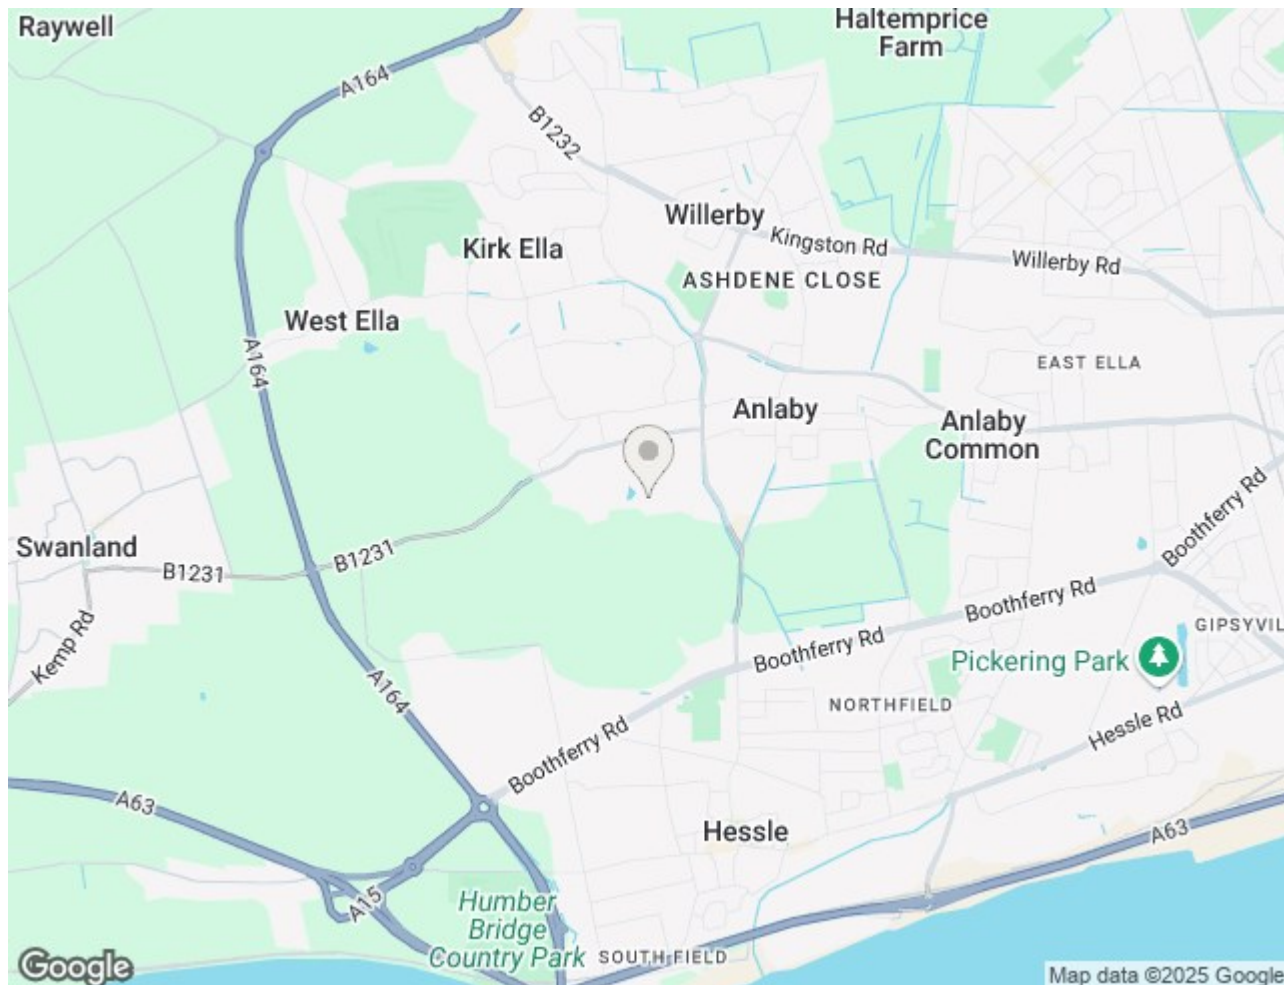 Raywell
Haltemprice
Farm
A164
B1232
Willerby
Kingston Rd
Willerby Rd
Kirk Ella
ASHDENE CLOSE
West Ella
A164
EAST ELLA
Anlaby
Anlaby
Common
Boothferry Rd
Swanland
B1231
B1231
Kemp Rd
Boothferry Rd
GIPSYVIL
Boothferry Rd
Pickering Park
A164
NORTHFIELD
Hessle Rd
Boothferry Rd
A63
Hessle
A63
A15
Humber
Bridge
Country Park
SOUTH FIELD
Google
Map data ©2025 Google